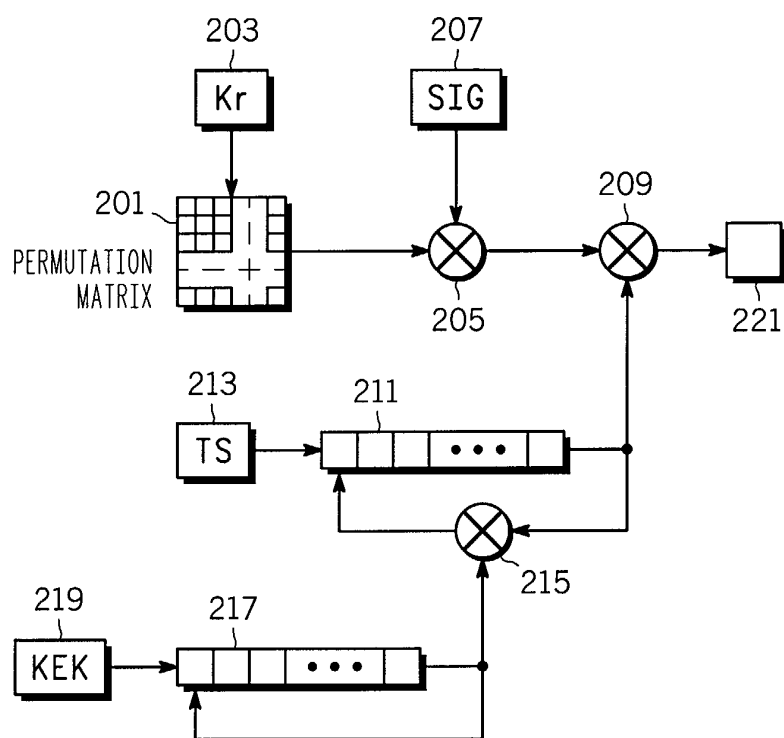 203
207
Kr
SIG
201
209
PERMUTATION
MATRIX
205
221
213
211
TS
215
219
217
KEK